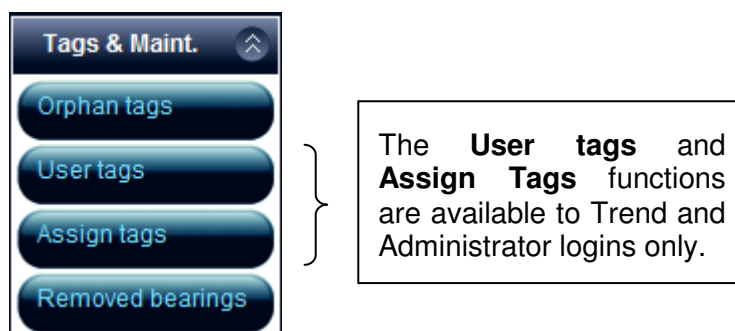 Tags & Maint.
Orphan tags
User tags
Assign tags
Removed bearings
The User tags and
Assign Tags functions
are available to Trend and
Administrator logins only.